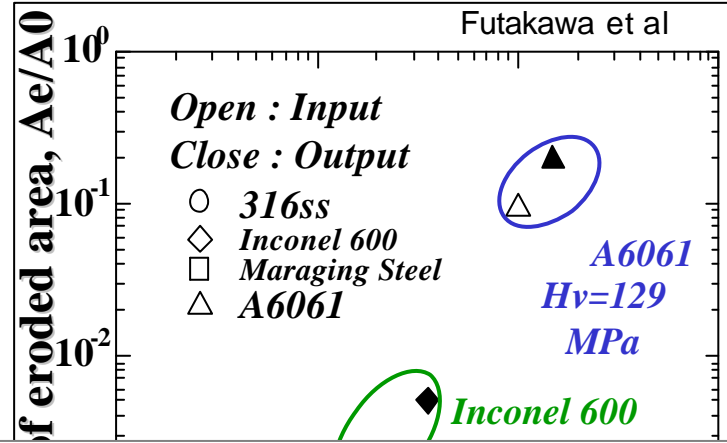 Futakawa et al
of eroded area, Ae/A0
10^0
10^-1
10^-2
Open : Input
Close : Output
316ss
Inconel 600
Maraging Steel
A6061
A6061
Hv=129
MPa
Inconel 600